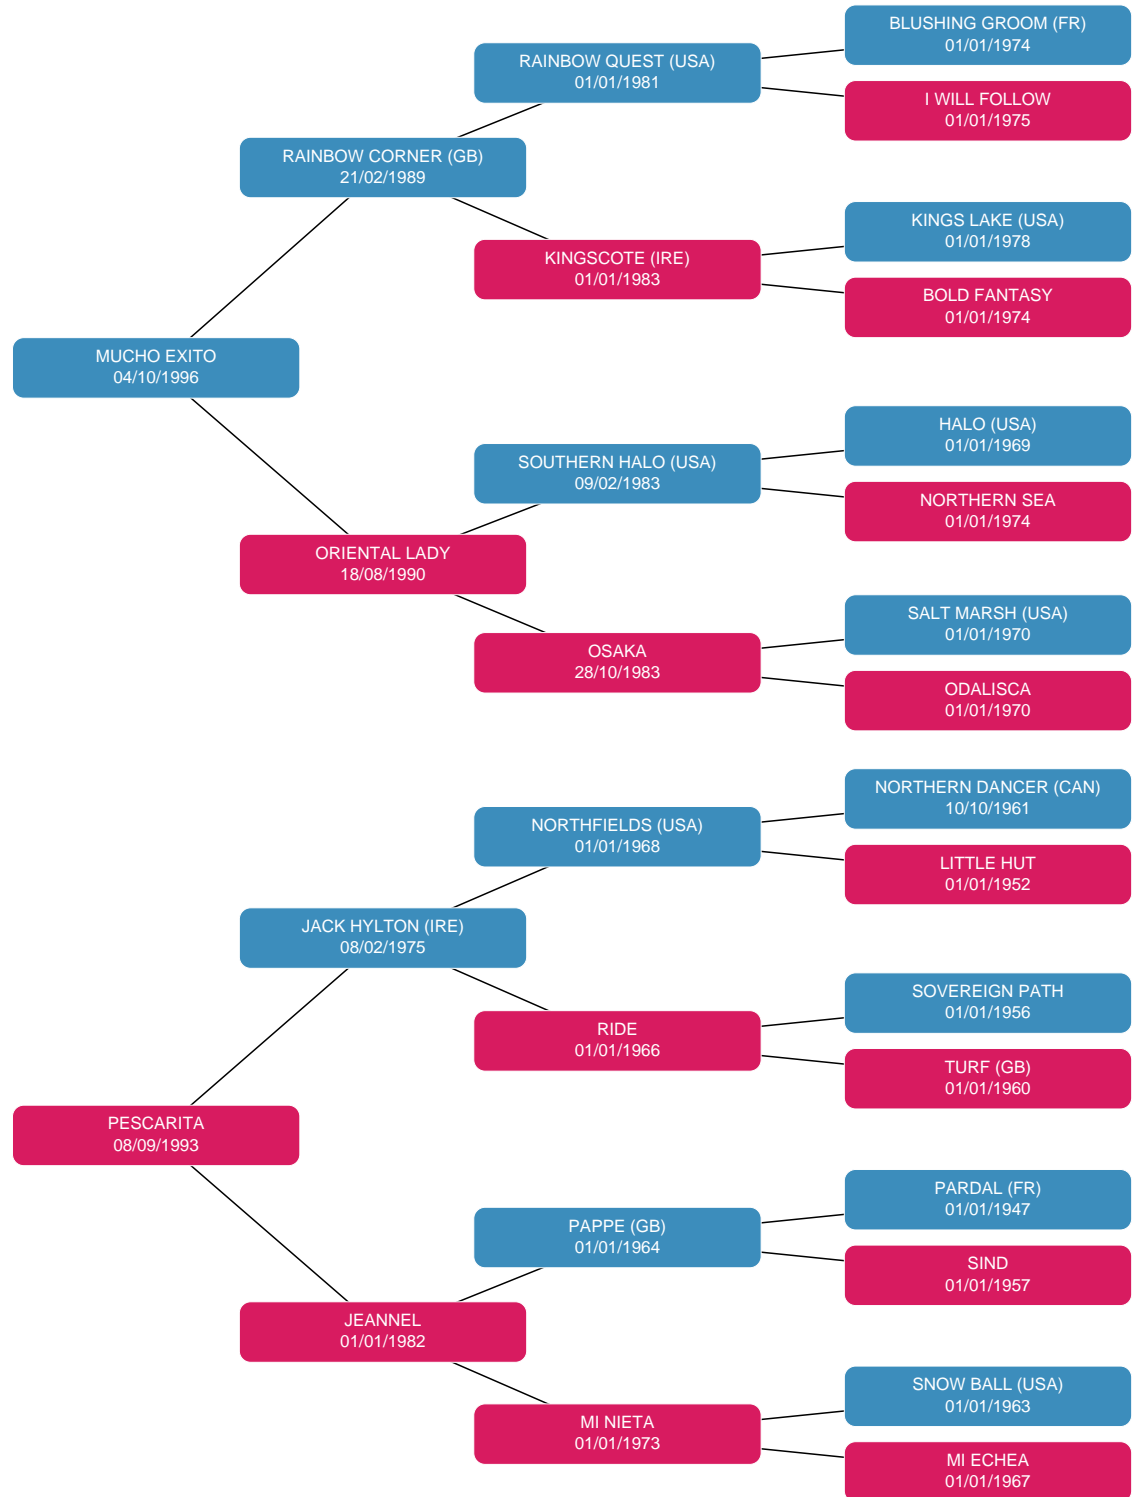 BLUSHING GROOM (FR)
01/01/1974
RAINBOW QUEST (USA)
01/01/1981
I WILL FOLLOW
01/01/1975
RAINBOW CORNER (GB)
21/02/1989
KINGS LAKE (USA)
01/01/1978
KINGSCOTE (IRE)
01/01/1983
BOLD FANTASY
01/01/1974
MUCHO EXITO
04/10/1996
HALO (USA)
01/01/1969
SOUTHERN HALO (USA)
09/02/1983
NORTHERN SEA
01/01/1974
ORIENTAL LADY
18/08/1990
SALT MARSH (USA)
01/01/1970
OSAKA
28/10/1983
ODALISCA
01/01/1970
NORTHERN DANCER (CAN)
10/10/1961
NORTHFIELDS (USA)
01/01/1968
LITTLE HUT
01/01/1952
JACK HYLTON (IRE)
08/02/1975
SOVEREIGN PATH
01/01/1956
RIDE
01/01/1966
TURF (GB)
01/01/1960
PESCARITA
08/09/1993
PARDAL (FR)
01/01/1947
PAPPE (GB)
01/01/1964
SIND
01/01/1957
JEANNEL
01/01/1982
SNOW BALL (USA)
01/01/1963
MI NIETA
01/01/1973
MI ECHEA
01/01/1967